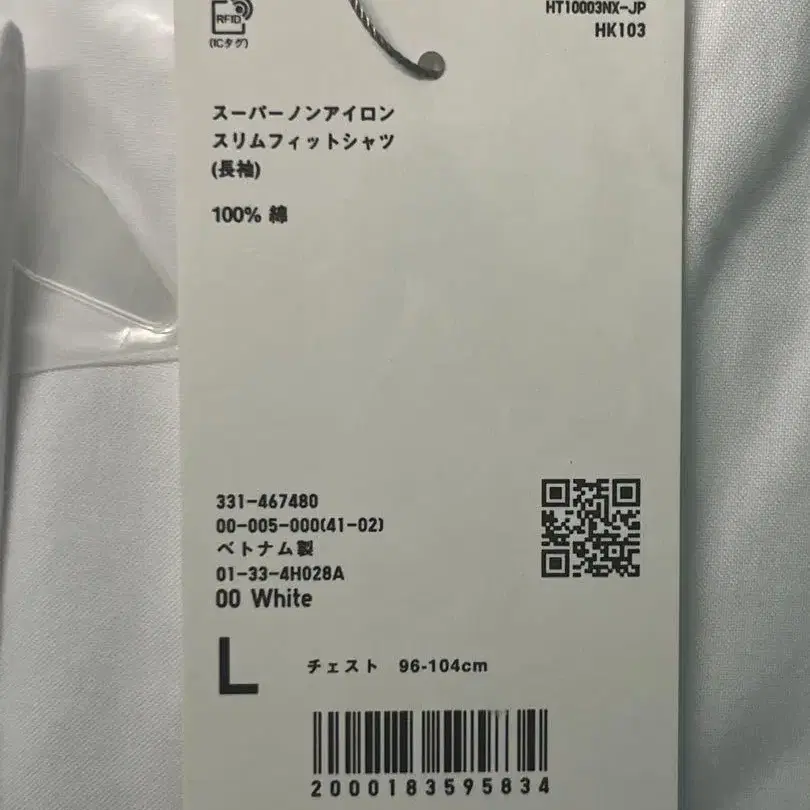 RFID
(ICタグ)
HT10003NX-JP
HK103
スーパーノンアイロン
スリムフィットシャツ
(長袖)
100% 綿
331-467480
00-005-000(41-02)
ベトナム製
01-33-4H028A
00 White
L
チェスト 96-104cm
2000183595834